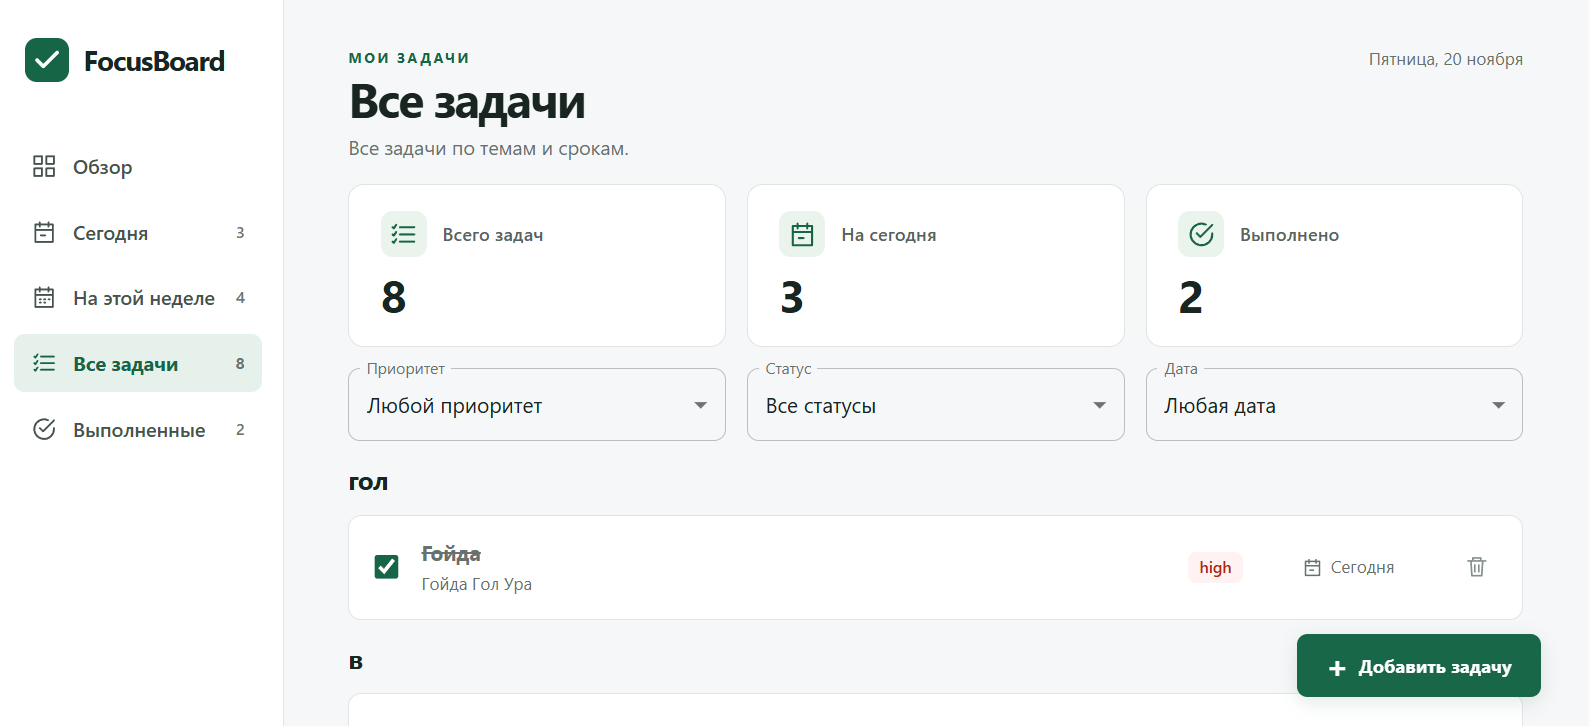 FocusBoard
Обзор
Сегодня 3
На этой неделе 4
Все задачи 8
Выполненные 2
МОИ ЗАДАЧИ
Пятница, 20 ноября
Все задачи
Все задачи по темам и срокам.
Всего задач
8
На сегодня
3
Выполнено
2
Приоритет
Любой приоритет
Статус
Все статусы
Дата
Любая дата
гол
Гойда
Гойда Гол Ура
high
Сегодня
в
+ Добавить задачу